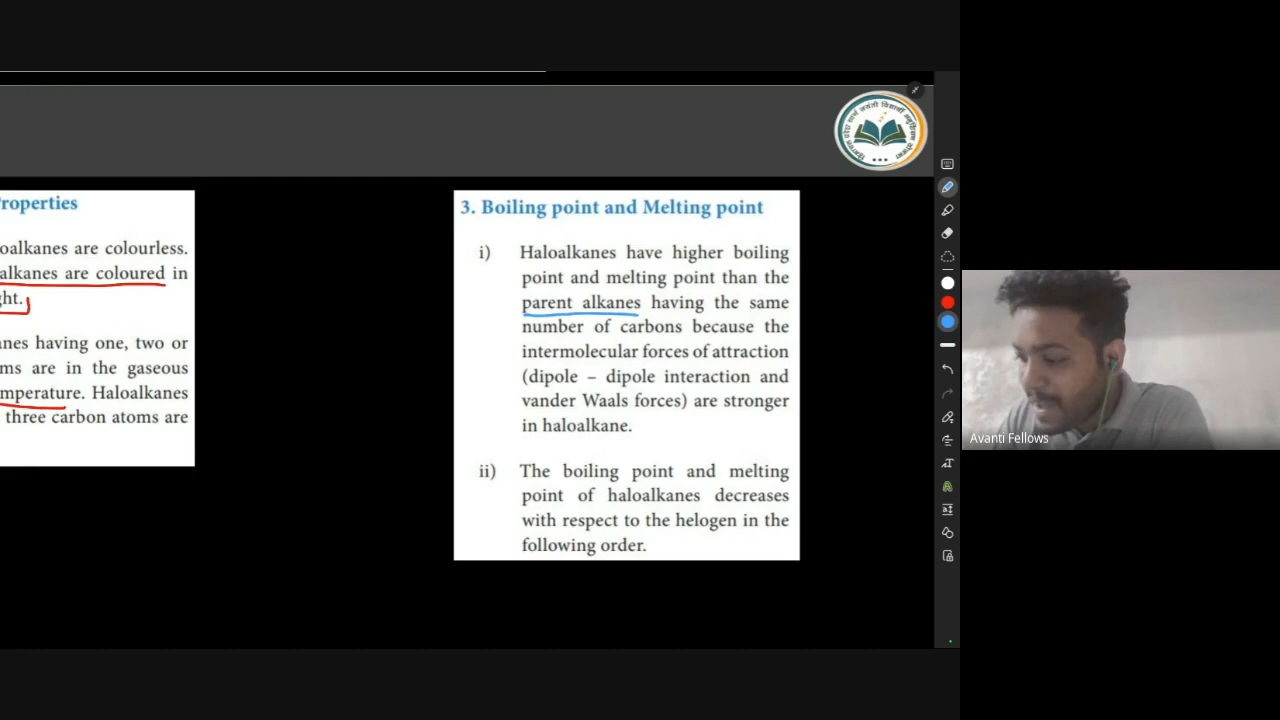 roperties
oalkanes are colourless.
alkanes are coloured in
ght.
anes having one, two or
ms are in the gaseous
mperature. Haloalkanes
three carbon atoms are
3. Boiling point and Melting point
i) Haloalkanes have higher boiling
point and melting point than the
parent alkanes having the same
number of carbons because the
intermolecular forces of attraction
(dipole – dipole interaction and
vander Waals forces) are stronger
in haloalkane.
ii) The boiling point and melting
point of haloalkanes decreases
with respect to the helogen in the
following order.
Avanti Fellows